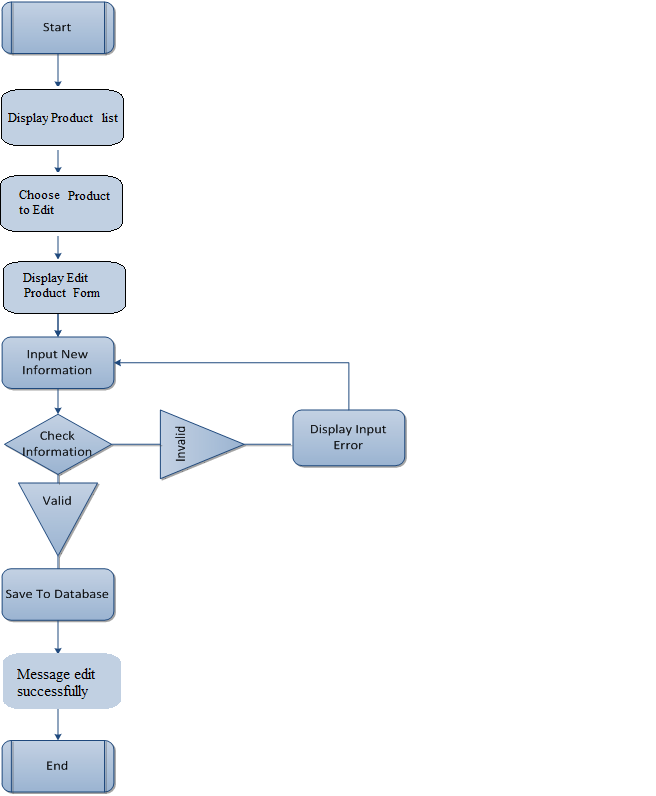 Start
Display Product list
Choose Product
to Edit
Display Edit
Product Form
Input New
Information
Check
Information
Invalid
Display Input
Error
Valid
Save To Database
Message edit
successfully
End